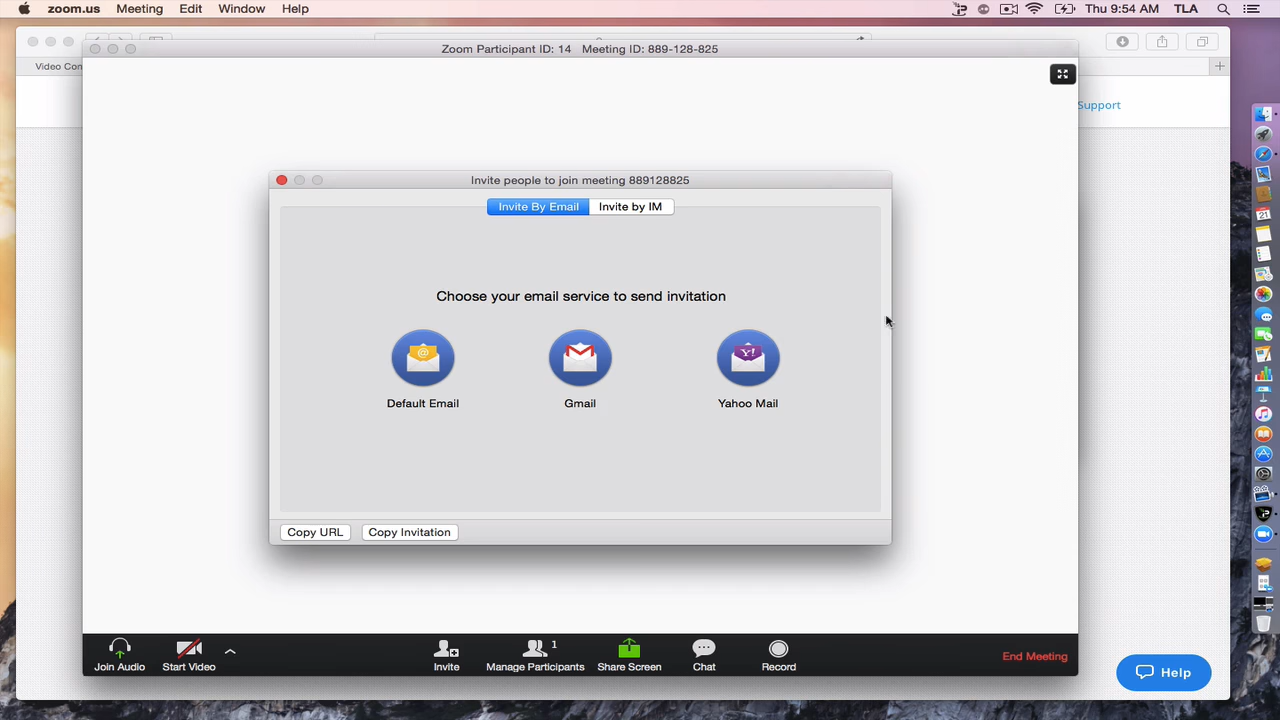 zoom.us Meeting Edit Window Help
Thu 9:54 AM TLA
Zoom Participant ID: 14 Meeting ID: 889-128-825
Video Con
+
Support
Invite people to join meeting 889128825
Invite By Email Invite by IM
Choose your email service to send invitation
@ Y!
Default Email Gmail Yahoo Mail
Copy URL Copy Invitation
1
Join Audio Start Video Invite Manage Participants Share Screen Chat Record
End Meeting
Help
21